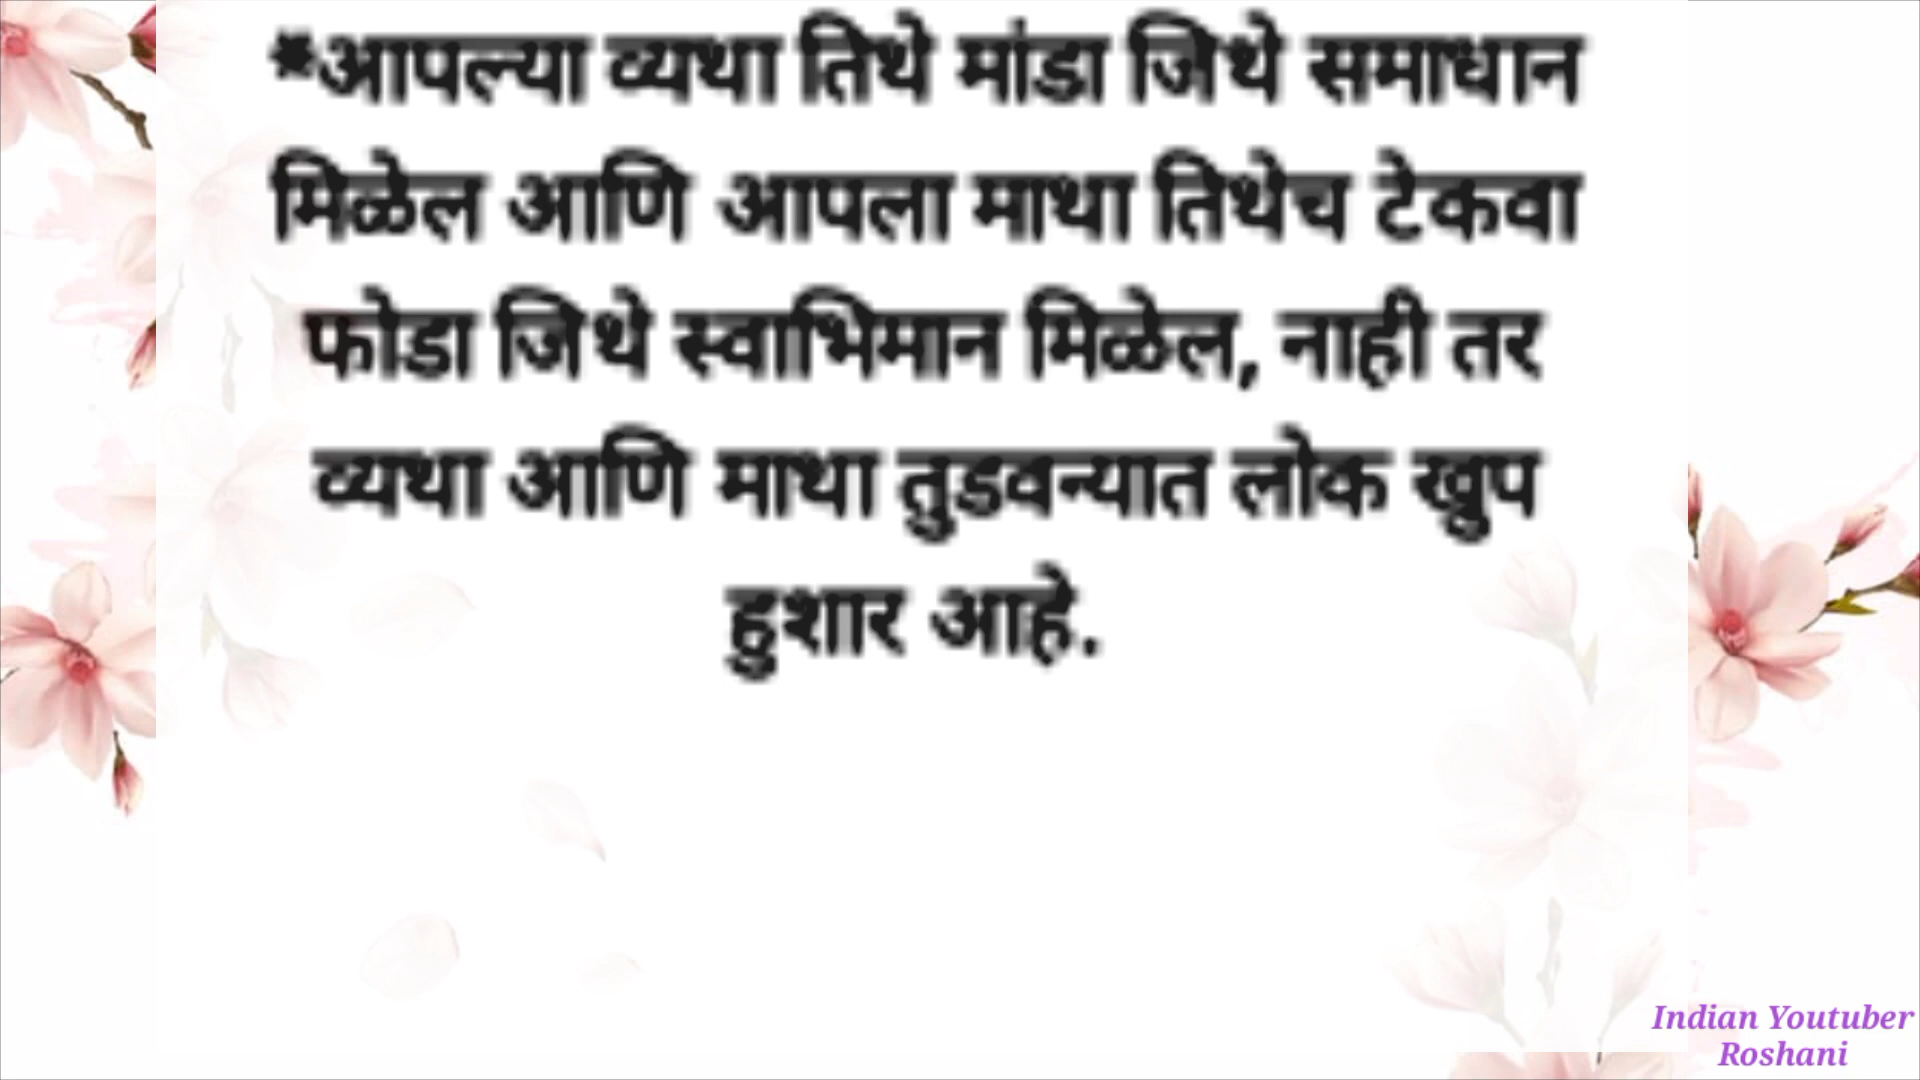 *आपल्या व्यथा तिथे मांडा जिथे समाधान
मिळेल आणि आपला माथा तिथेच टेकवा
फोडा जिथे स्वाभिमान मिळेल, नाही तर
व्यथा आणि माथा तुडवन्यात लोक खुप
हुशार आहे.
Indian Youtuber
Roshani